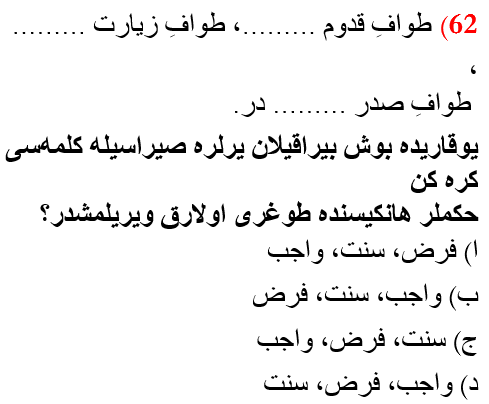 62) طوافِ قدوم .........، طوافِ زيارت .........
،
طوافِ صدر ......... در.
يوقاريده بوش بيراقيلان يرلره صيراسيله كلمه‌سى
كره كن
حكملر هانكيسنده طوغرى اولارق ويريلمشدر؟
ا) فرض، سنت، واجب
ب) واجب، سنت، فرض
ج) سنت، فرض، واجب
د) واجب، فرض، سنت